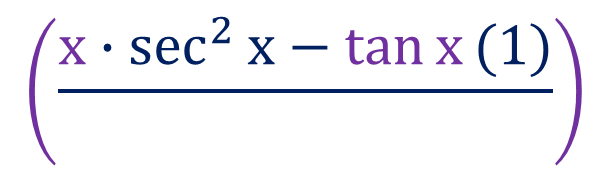 (x · sec² x − tan x (1))